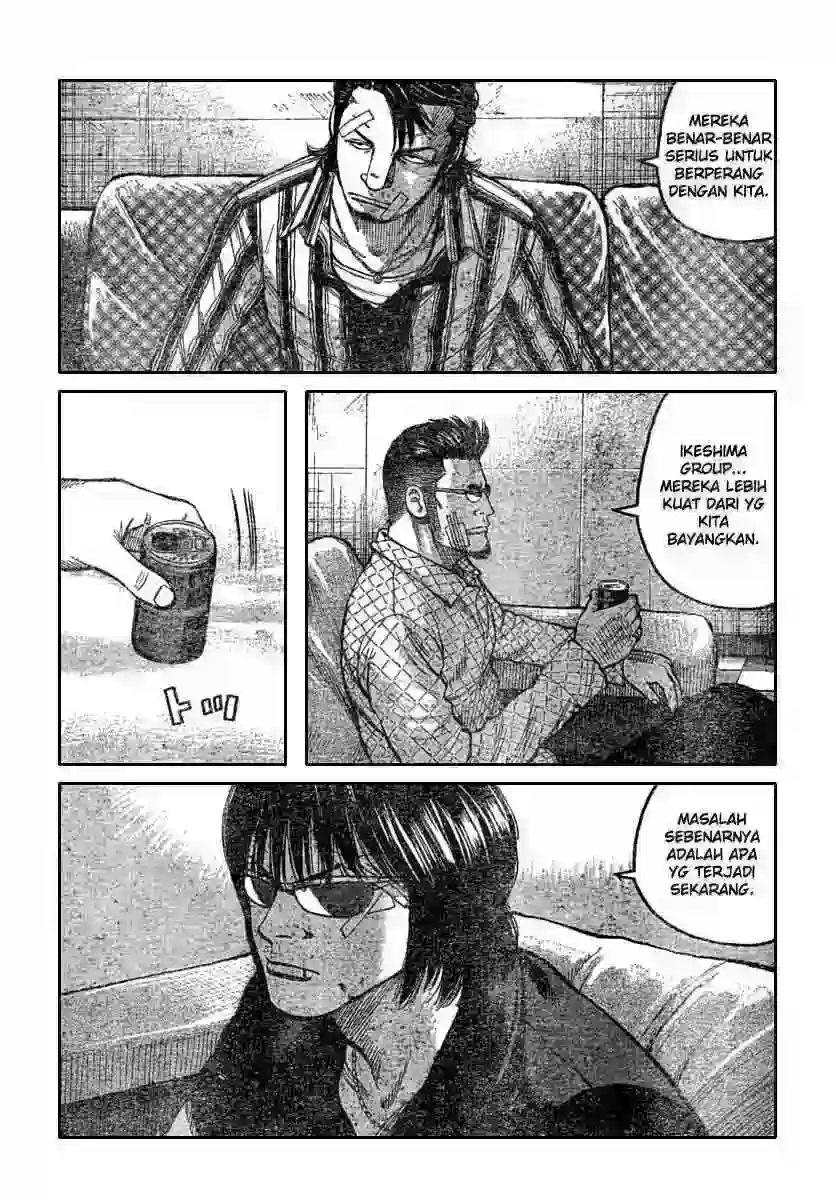 MEREKA
BENAR-BENAR
SERIUS UNTUK
BERPERANG
DENGAN KITA.
IKESHIMA
GROUP...
MEREKA LEBIH
KUAT DARI YG
KITA
BAYANGKAN.
ト
MASALAH
SEBENARNYA
ADALAH APA
YG TERJADI
SEKARANG.